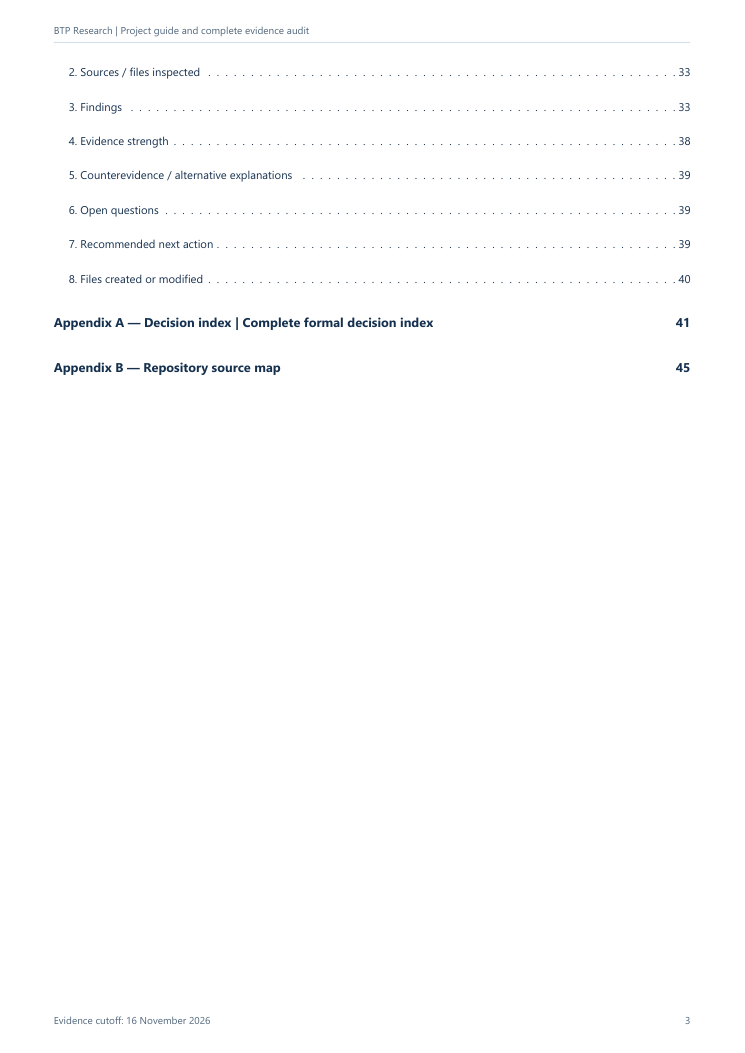 BTP Research | Project guide and complete evidence audit
2. Sources / files inspected . . . . . . . . . . . . . . . . . . . . . . . . . . . . . . . . . . . . . . . . . . . . . . . . . . . . . . . . . . . . . . . . . 33
3. Findings . . . . . . . . . . . . . . . . . . . . . . . . . . . . . . . . . . . . . . . . . . . . . . . . . . . . . . . . . . . . . . . . . . . . . . . . . . . . 33
4. Evidence strength . . . . . . . . . . . . . . . . . . . . . . . . . . . . . . . . . . . . . . . . . . . . . . . . . . . . . . . . . . . . . . . . . . . . . . 38
5. Counterevidence / alternative explanations . . . . . . . . . . . . . . . . . . . . . . . . . . . . . . . . . . . . . . . . . . . . . . . . . . . . 39
6. Open questions . . . . . . . . . . . . . . . . . . . . . . . . . . . . . . . . . . . . . . . . . . . . . . . . . . . . . . . . . . . . . . . . . . . . . . . 39
7. Recommended next action . . . . . . . . . . . . . . . . . . . . . . . . . . . . . . . . . . . . . . . . . . . . . . . . . . . . . . . . . . . . . . . . 39
8. Files created or modified . . . . . . . . . . . . . . . . . . . . . . . . . . . . . . . . . . . . . . . . . . . . . . . . . . . . . . . . . . . . . . . . . 40
Appendix A — Decision index | Complete formal decision index 41
Appendix B — Repository source map 45
Evidence cutoff: 16 November 2026 3